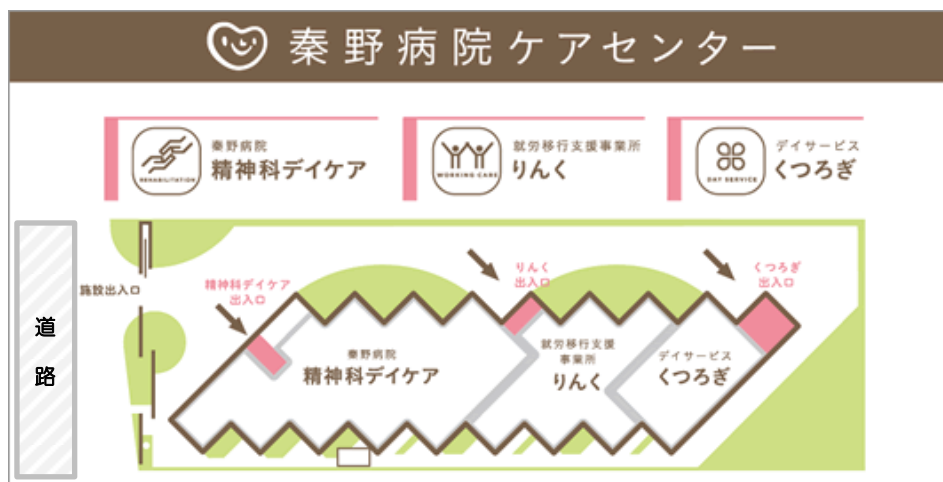 秦野病院ケアセンター
秦野病院
精神科デイケア
REHABILITATION
就労移行支援事業所
りんく
WORKING CARE
デイサービス
くつろぎ
DAY SERVICE
道
路
施設出入口
精神科デイケア
出入口
りんく
出入口
くつろぎ
出入口
秦野病院
精神科デイケア
就労移行支援
事業所
りんく
デイサービス
くつろぎ